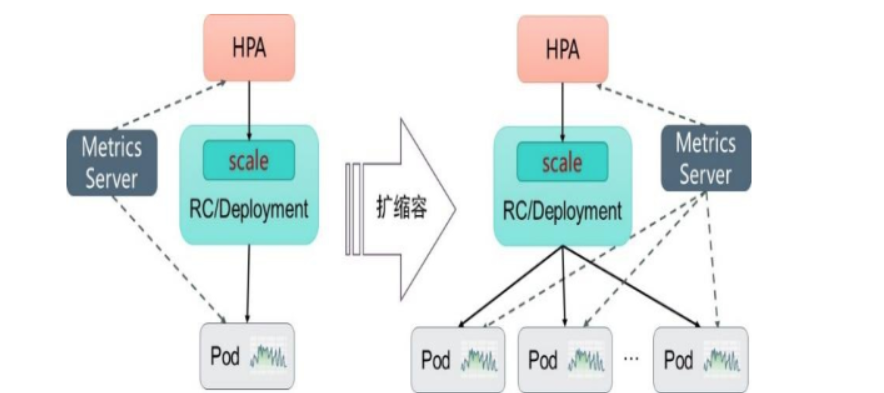 HPA
Metrics
Server
scale
RC/Deployment
Pod
扩缩容
HPA
Metrics
Server
scale
RC/Deployment
Pod
Pod
...
Pod